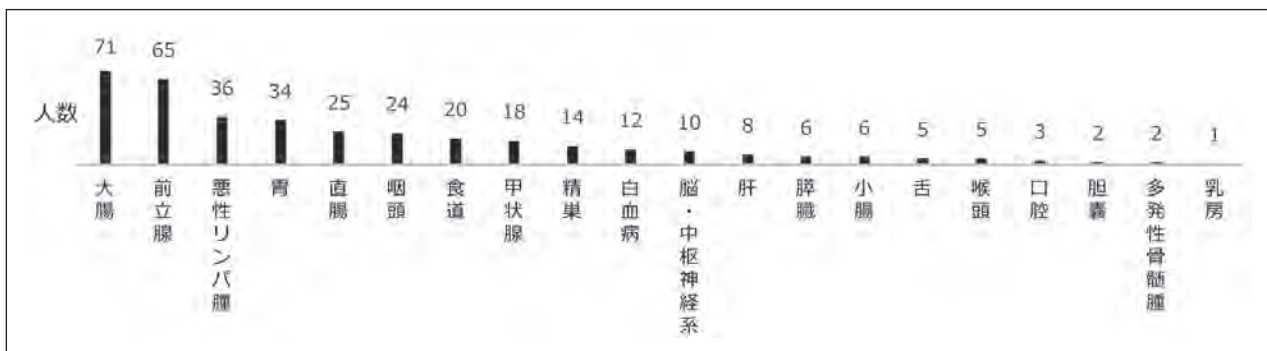 71 65 36 34 25 24 20 18 14 12 10 8 6 6 5 5 3 2 2 1
人数
大腸
前立腺
悪性リンパ腫
胃
直腸
咽頭
食道
甲状腺
精巣
白血病
脳・中枢神経系
肝
膵臓
小腸
舌
喉頭
口腔
胆嚢
多発性骨髄腫
乳房